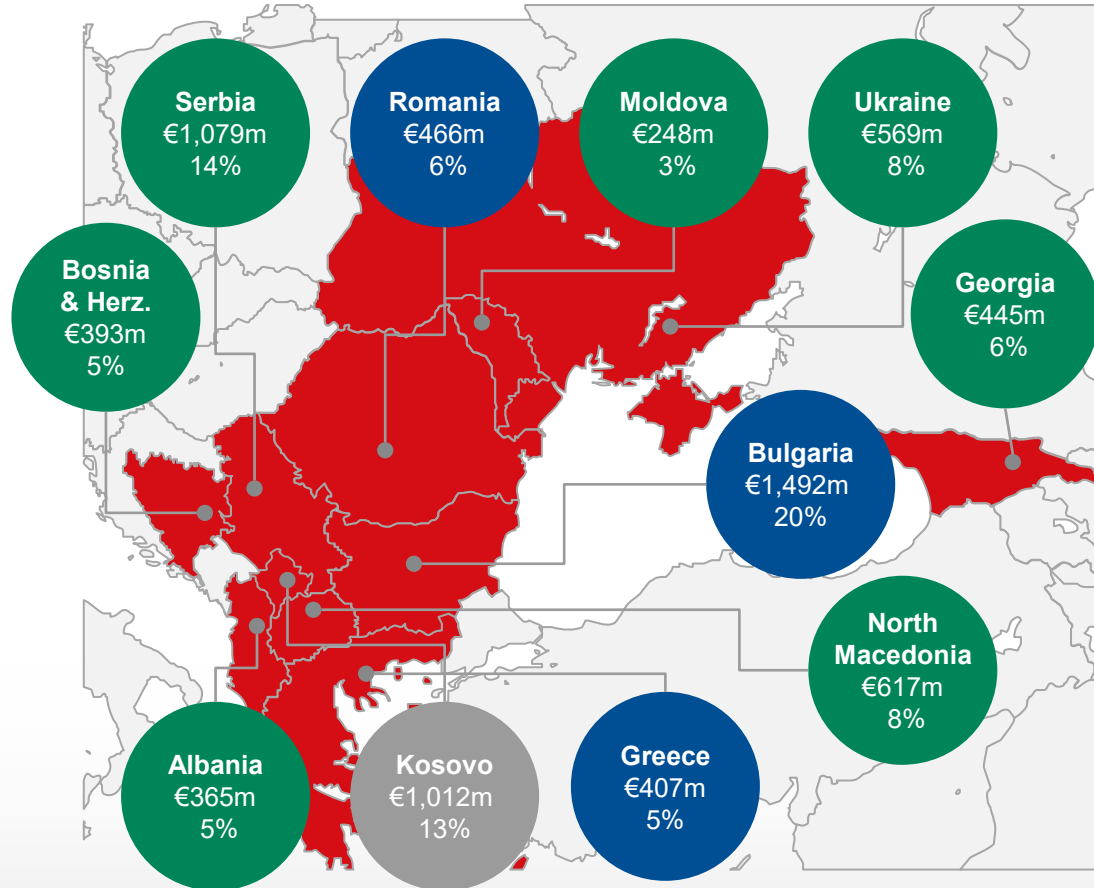 Serbia
€1,079m
14%
Romania
€466m
6%
Moldova
€248m
3%
Ukraine
€569m
8%
Bosnia
& Herz.
€393m
5%
Georgia
€445m
6%
Bulgaria
€1,492m
20%
North
Macedonia
€617m
8%
Albania
€365m
5%
Kosovo
€1,012m
13%
Greece
€407m
5%